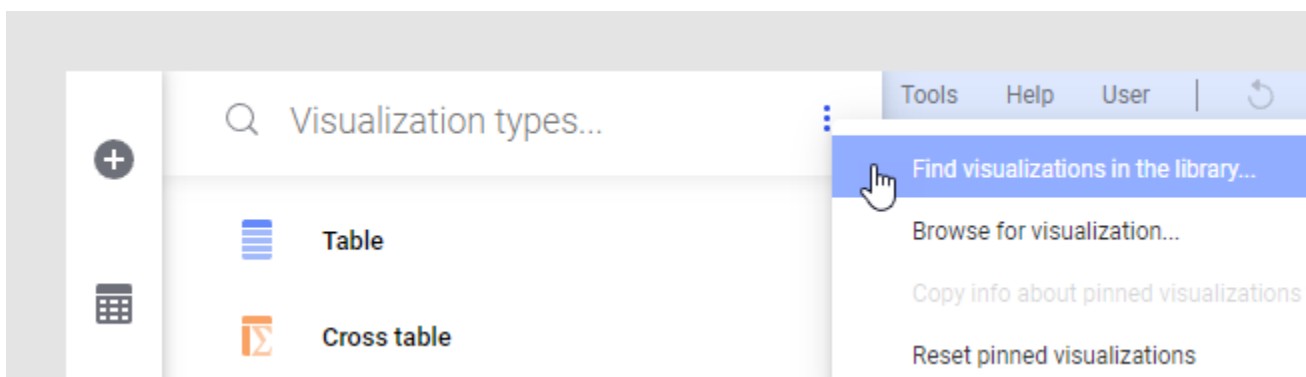 Visualization types...
Table
Cross table
Tools Help User
Find visualizations in the library...
Browse for visualization...
Copy info about pinned visualizations
Reset pinned visualizations